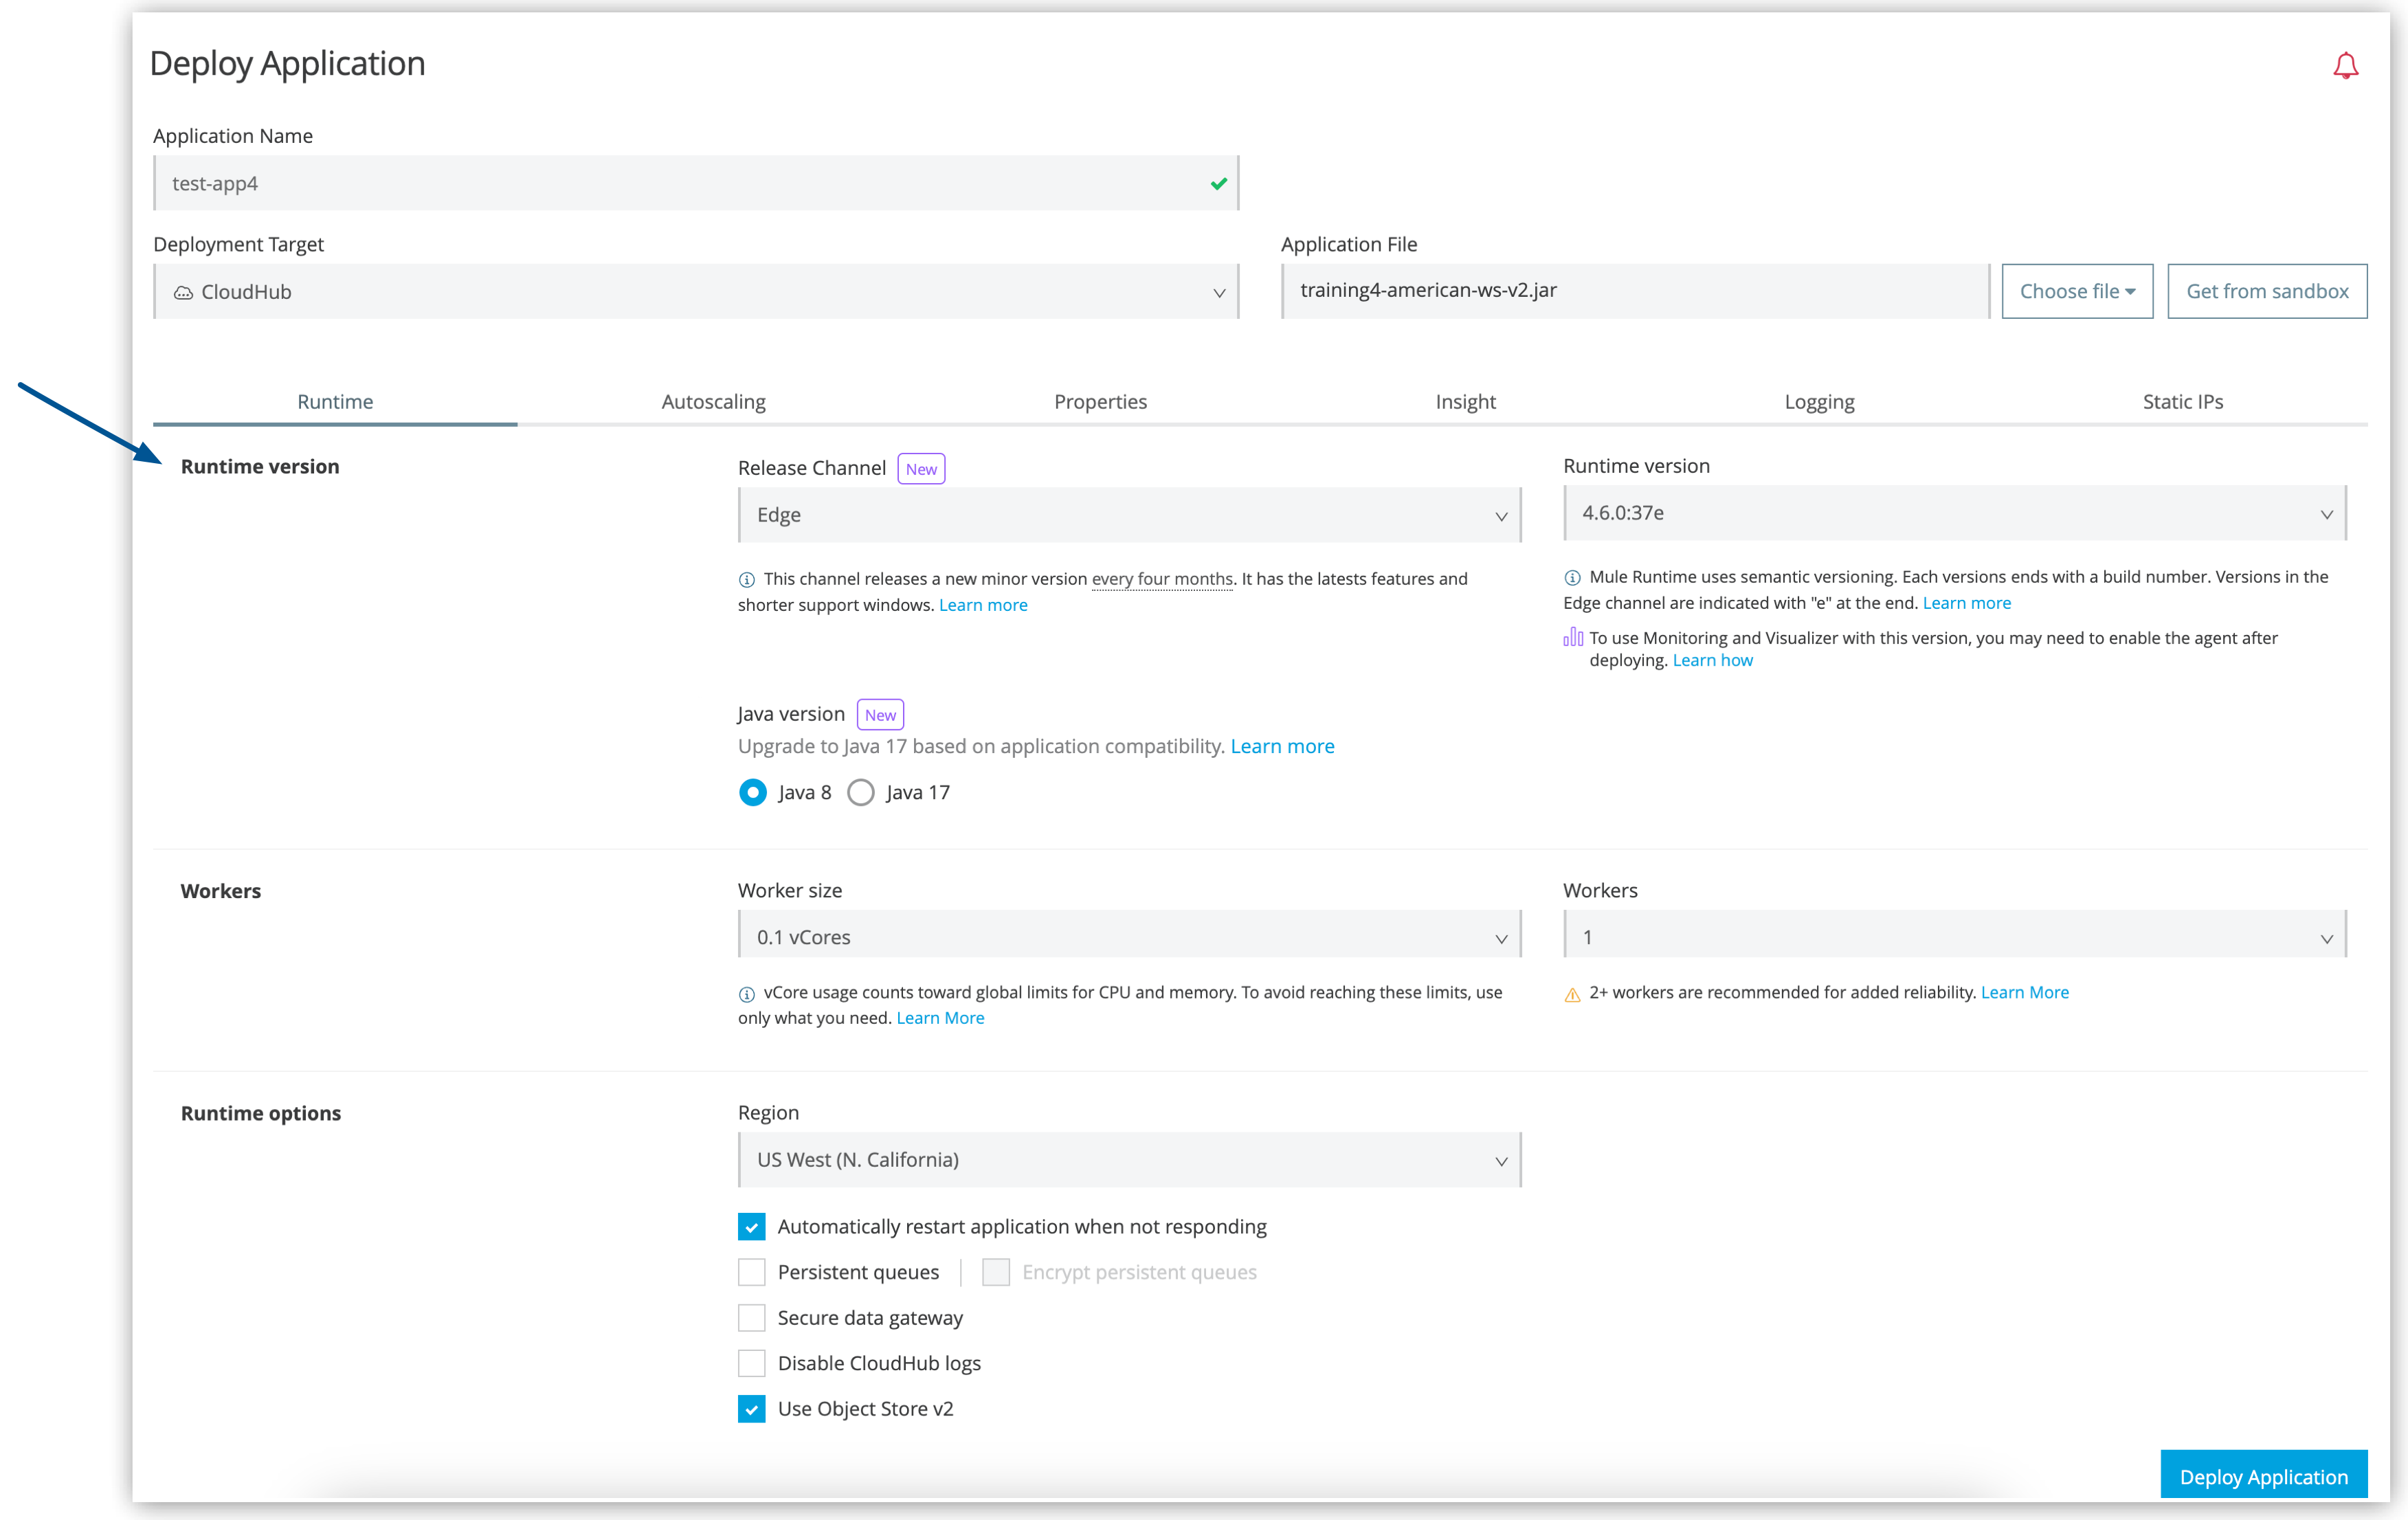 Deploy Application
Application Name
test-app4
Deployment Target
Application File
CloudHub
training4-american-ws-v2.jar
Choose file
Get from sandbox
Runtime
Autoscaling
Properties
Insight
Logging
Static IPs
Runtime version
Release Channel New
Edge
This channel releases a new minor version every four months. It has the latests features and
shorter support windows. Learn more
Runtime version
4.6.0:37e
Mule Runtime uses semantic versioning. Each versions ends with a build number. Versions in the
Edge channel are indicated with "e" at the end. Learn more
To use Monitoring and Visualizer with this version, you may need to enable the agent after
deploying. Learn how
Java version New
Upgrade to Java 17 based on application compatibility. Learn more
Java 8 Java 17
Workers
Worker size
0.1 vCores
vCore usage counts toward global limits for CPU and memory. To avoid reaching these limits, use
only what you need. Learn More
Workers
1
2+ workers are recommended for added reliability. Learn More
Runtime options
Region
US West (N. California)
Automatically restart application when not responding
Persistent queues
Encrypt persistent queues
Secure data gateway
Disable CloudHub logs
Use Object Store v2
Deploy Application